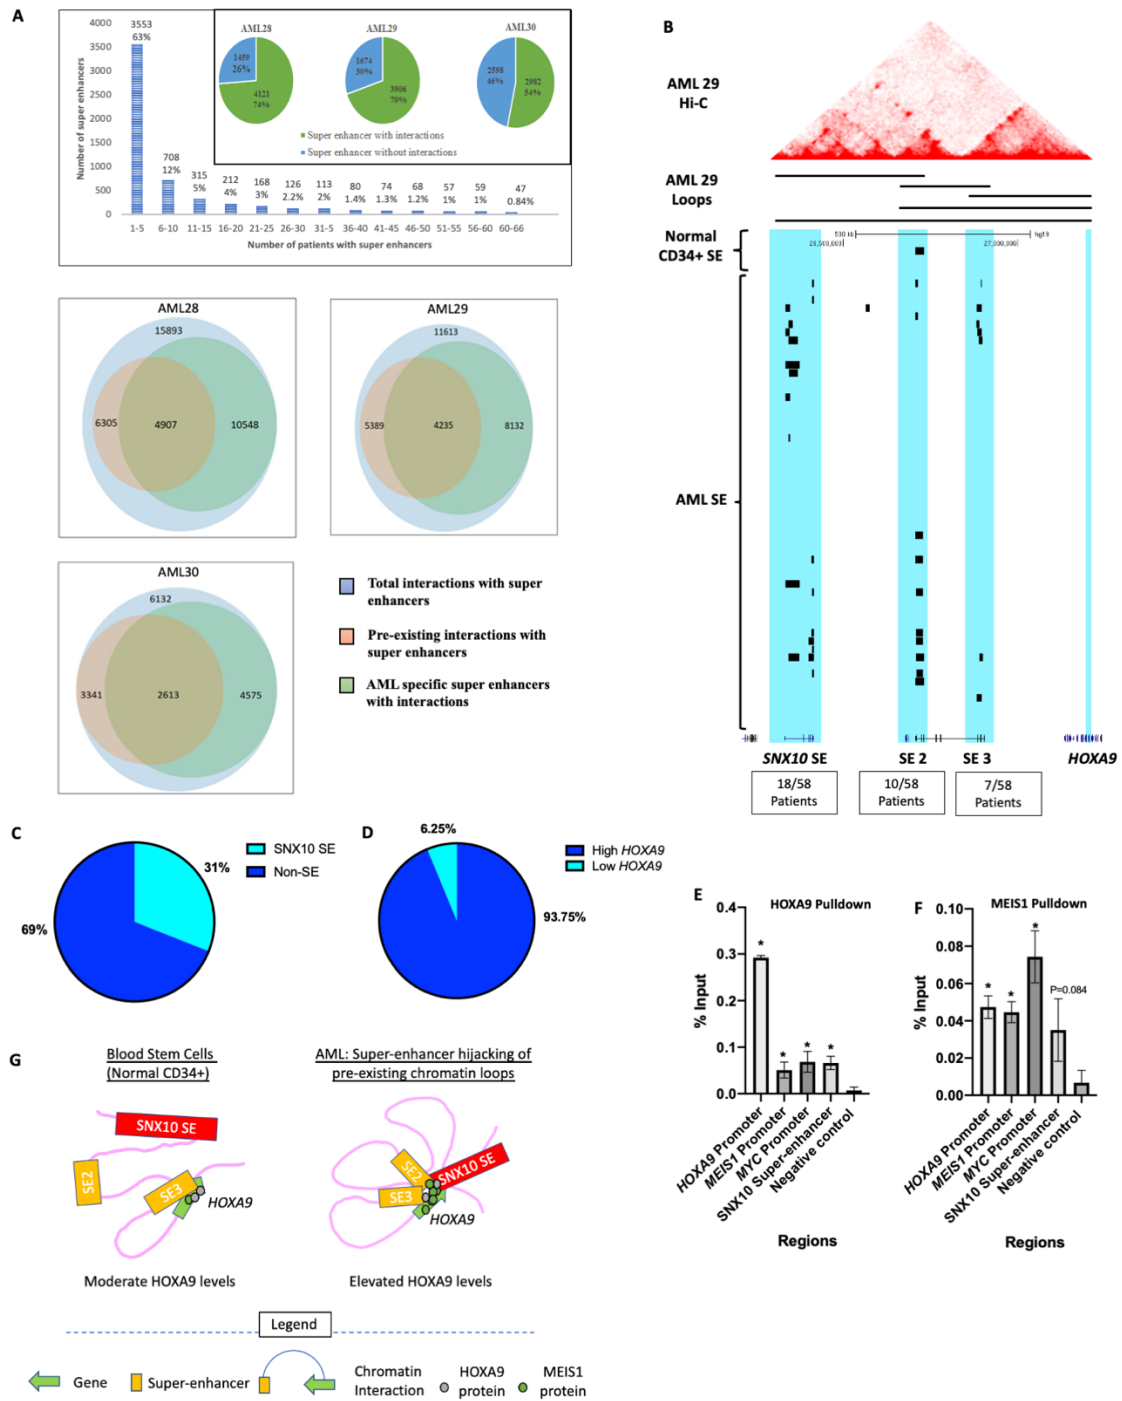 A
4000
3500
3000
2500
2000
1500
1000
500
0
Number of super enhancers
3553
63%
708
12%
315
5%
212
4%
168
3%
126
2.2%
113
2%
80
1.4%
74
1.3%
68
1.2%
57
1%
59
1%
47
0.84%
1-5
6-10
11-15
16-20
21-25
26-30
31-5
36-40
41-45
46-50
51-55
56-60
60-66
Number of patients with super enhancers
AML28
1459
26%
4121
74%
AML29
1674
30%
3906
70%
AML30
2598
46%
2982
54%
Super enhancer with interactions
Super enhancer without interactions
AML28
15893
6305
4907
10548
AML29
11613
5389
4235
8132
AML30
6132
3341
2613
4575
Total interactions with super
enhancers
Pre-existing interactions with
super enhancers
AML specific super enhancers
with interactions
B
AML 29
Hi-C
AML 29
Loops
Normal
CD34+ SE
500 kb
hg19
26,500,000
27,000,000
AML SE
SNX10 SE
SE 2
SE 3
HOXA9
18/58
Patients
10/58
Patients
7/58
Patients
C
31%
69%
SNX10 SE
Non-SE
D
6.25%
93.75%
High HOXA9
Low HOXA9
E
HOXA9 Pulldown
0.4
0.3
0.2
0.1
0.0
% Input
*
*
*
*
HOXA9 Promoter
MEIS1 Promoter
MYC Promoter
SNX10 Super-enhancer
Negative control
Regions
F
MEIS1 Pulldown
0.10
0.08
0.06
0.04
0.02
0.00
% Input
*
*
*
P=0.084
HOXA9 Promoter
MEIS1 Promoter
MYC Promoter
SNX10 Super-enhancer
Negative control
Regions
G
Blood Stem Cells
(Normal CD34+)
SNX10 SE
SE2
SE3
HOXA9
Moderate HOXA9 levels
AML: Super-enhancer hijacking of
pre-existing chromatin loops
SE2
SNX10 SE
SE3
HOXA9
Elevated HOXA9 levels
Legend
Gene
Super-enhancer
Chromatin
Interaction
HOXA9
protein
MEIS1
protein